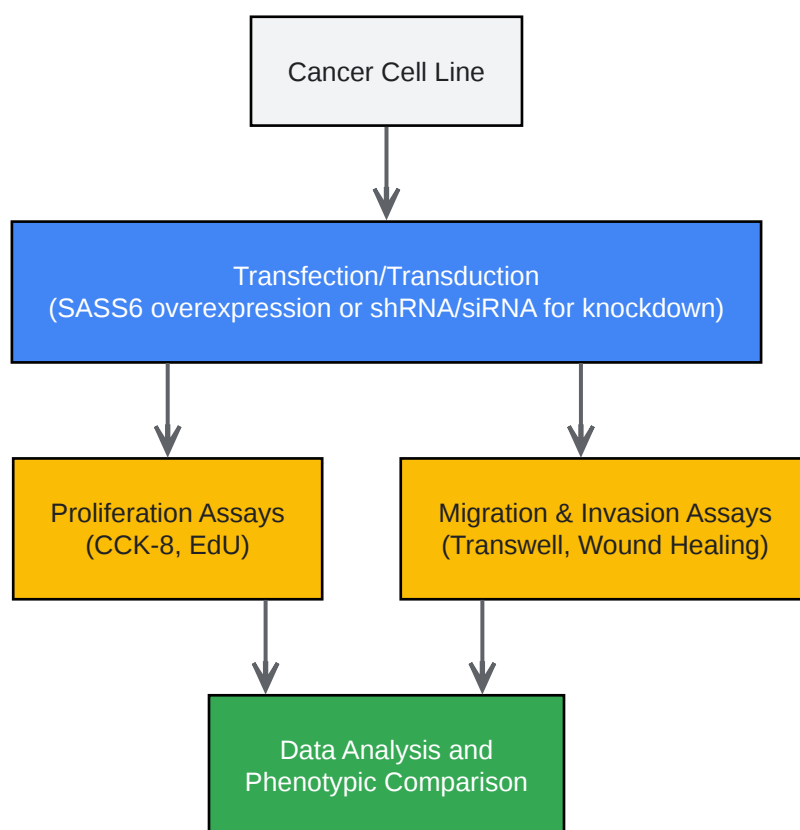 Cancer Cell Line
Transfection/Transduction
(SASS6 overexpression or shRNA/siRNA for knockdown)
Proliferation Assays
(CCK-8, EdU)
Migration & Invasion Assays
(Transwell, Wound Healing)
Data Analysis and
Phenotypic Comparison